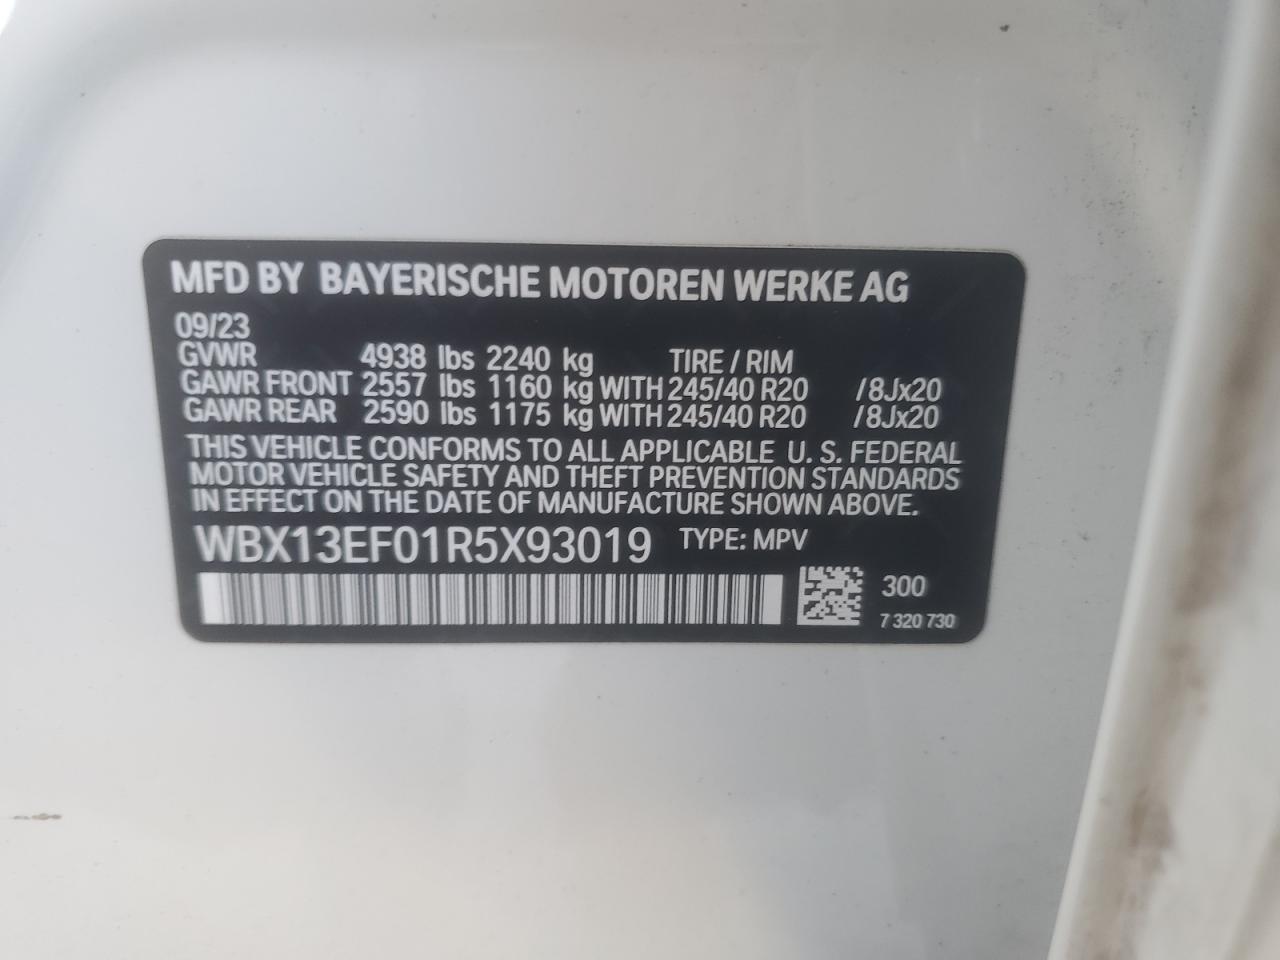 MFD BY BAYERISCHE MOTOREN WERKE AG
09/23
GVWR 4938 lbs 2240 kg TIRE / RIM
GAWR FRONT 2557 lbs 1160 kg WITH 245/40 R20 /8Jx20
GAWR REAR 2590 lbs 1175 kg WITH 245/40 R20 /8Jx20
THIS VEHICLE CONFORMS TO ALL APPLICABLE U. S. FEDERAL
MOTOR VEHICLE SAFETY AND THEFT PREVENTION STANDARDS
IN EFFECT ON THE DATE OF MANUFACTURE SHOWN ABOVE.
WBX13EF01R5X93019 TYPE: MPV
300
7 320 730